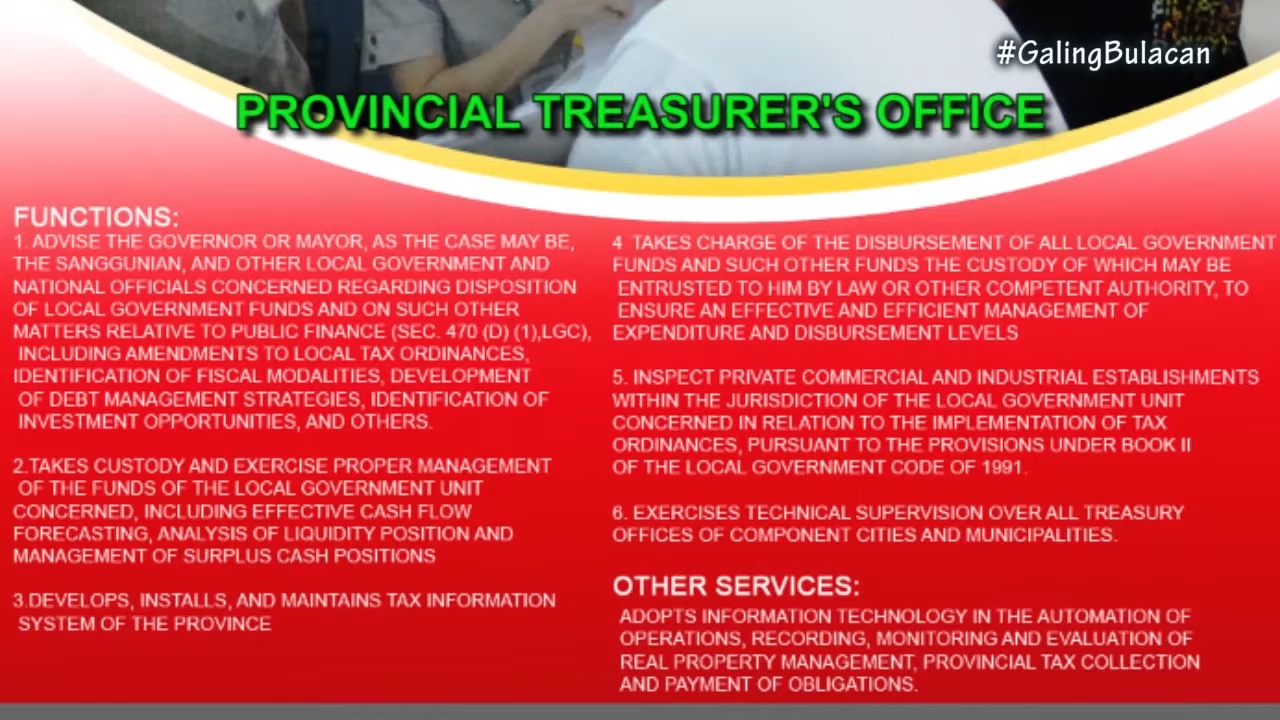 #GalingBulacan
PROVINCIAL TREASURER'S OFFICE
FUNCTIONS:
1. ADVISE THE GOVERNOR OR MAYOR, AS THE CASE MAY BE,
THE SANGGUNIAN, AND OTHER LOCAL GOVERNMENT AND
NATIONAL OFFICIALS CONCERNED REGARDING DISPOSITION
OF LOCAL GOVERNMENT FUNDS AND ON SUCH OTHER
MATTERS RELATIVE TO PUBLIC FINANCE (SEC. 470 (D) (1),LGC),
INCLUDING AMENDMENTS TO LOCAL TAX ORDINANCES,
IDENTIFICATION OF FISCAL MODALITIES, DEVELOPMENT
OF DEBT MANAGEMENT STRATEGIES, IDENTIFICATION OF
INVESTMENT OPPORTUNITIES, AND OTHERS.
2.TAKES CUSTODY AND EXERCISE PROPER MANAGEMENT
OF THE FUNDS OF THE LOCAL GOVERNMENT UNIT
CONCERNED, INCLUDING EFFECTIVE CASH FLOW
FORECASTING, ANALYSIS OF LIQUIDITY POSITION AND
MANAGEMENT OF SURPLUS CASH POSITIONS
3.DEVELOPS, INSTALLS, AND MAINTAINS TAX INFORMATION
SYSTEM OF THE PROVINCE
4 TAKES CHARGE OF THE DISBURSEMENT OF ALL LOCAL GOVERNMENT
FUNDS AND SUCH OTHER FUNDS THE CUSTODY OF WHICH MAY BE
ENTRUSTED TO HIM BY LAW OR OTHER COMPETENT AUTHORITY, TO
ENSURE AN EFFECTIVE AND EFFICIENT MANAGEMENT OF
EXPENDITURE AND DISBURSEMENT LEVELS
5. INSPECT PRIVATE COMMERCIAL AND INDUSTRIAL ESTABLISHMENTS
WITHIN THE JURISDICTION OF THE LOCAL GOVERNMENT UNIT
CONCERNED IN RELATION TO THE IMPLEMENTATION OF TAX
ORDINANCES, PURSUANT TO THE PROVISIONS UNDER BOOK II
OF THE LOCAL GOVERNMENT CODE OF 1991.
6. EXERCISES TECHNICAL SUPERVISION OVER ALL TREASURY
OFFICES OF COMPONENT CITIES AND MUNICIPALITIES.
OTHER SERVICES:
ADOPTS INFORMATION TECHNOLOGY IN THE AUTOMATION OF
OPERATIONS, RECORDING, MONITORING AND EVALUATION OF
REAL PROPERTY MANAGEMENT, PROVINCIAL TAX COLLECTION
AND PAYMENT OF OBLIGATIONS.